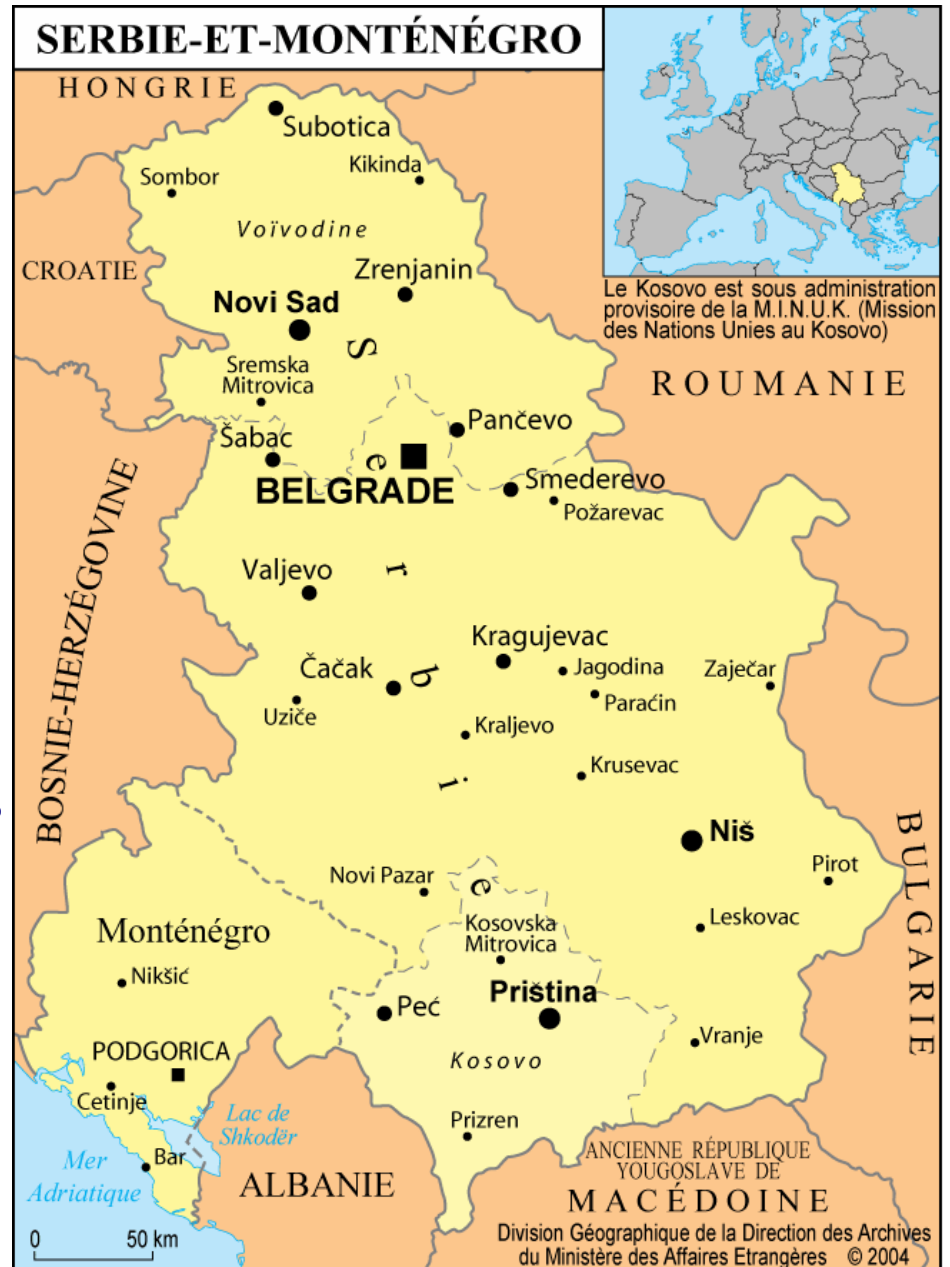 SERBIE-ET-MONTÉNÉGRO
HONGRIE
Subotica
Kikinda
Sombor
Voïvodine
CROATIE
Zrenjanin
Le Kosovo est sous administration
provisoire de la M.I.N.U.K. (Mission
des Nations Unies au Kosovo)
Novi Sad
Sremska
Mitrovica
ROUMANIE
Pančevo
Šabac
Serbie
BELGRADE
Smederevo
Požarevac
BOSNIE-HERZÉGOVINE
Valjevo
Kragujevac
Čačak
Jagodina
Zaječar
Uziče
Paraćin
Kraljevo
Krusevac
Niš
BULGARIE
Pirot
Novi Pazar
Leskovac
Monténégro
Kosovska
Mitrovica
Nikšić
Priština
Peć
Vranje
PODGORICA
Kosovo
Cetinje
Lac de
Shkodër
Prizren
Bar
Mer
Adriatique
ALBANIE
ANCIENNE RÉPUBLIQUE
YOUGOSLAVE DE
MACÉDOINE
0 50 km
Division Géographique de la Direction des Archives
du Ministère des Affaires Etrangères © 2004